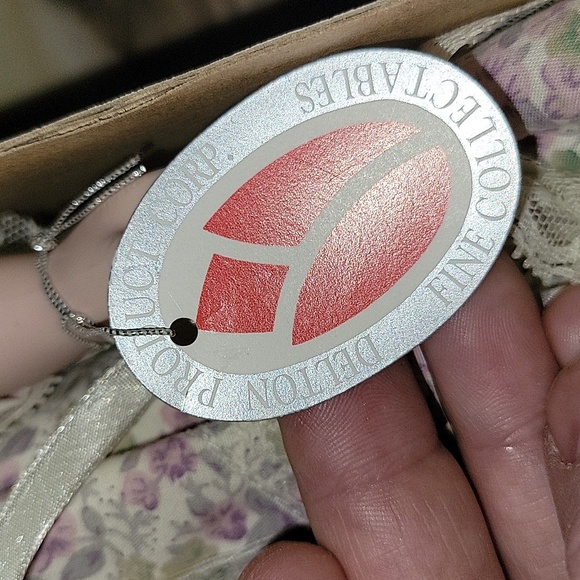 DELTON PRODUCT CORP.
FINE COLLECTABLES